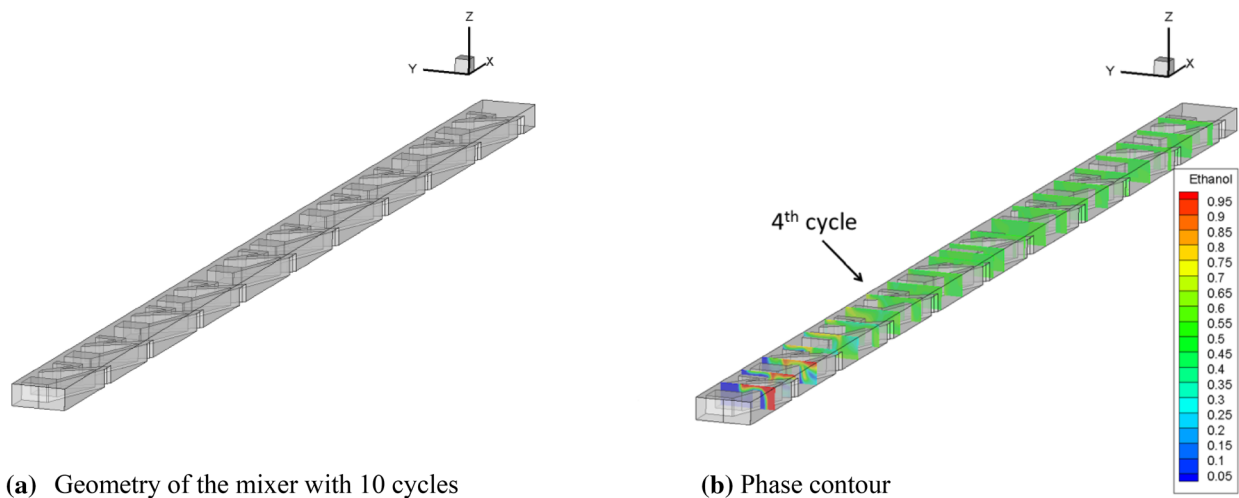 Z
Y
X
Z
Y
X
4th cycle
Ethanol
0.95
0.9
0.85
0.8
0.75
0.7
0.65
0.6
0.55
0.5
0.45
0.4
0.35
0.3
0.25
0.2
0.15
0.1
0.05
(a) Geometry of the mixer with 10 cycles
(b) Phase contour